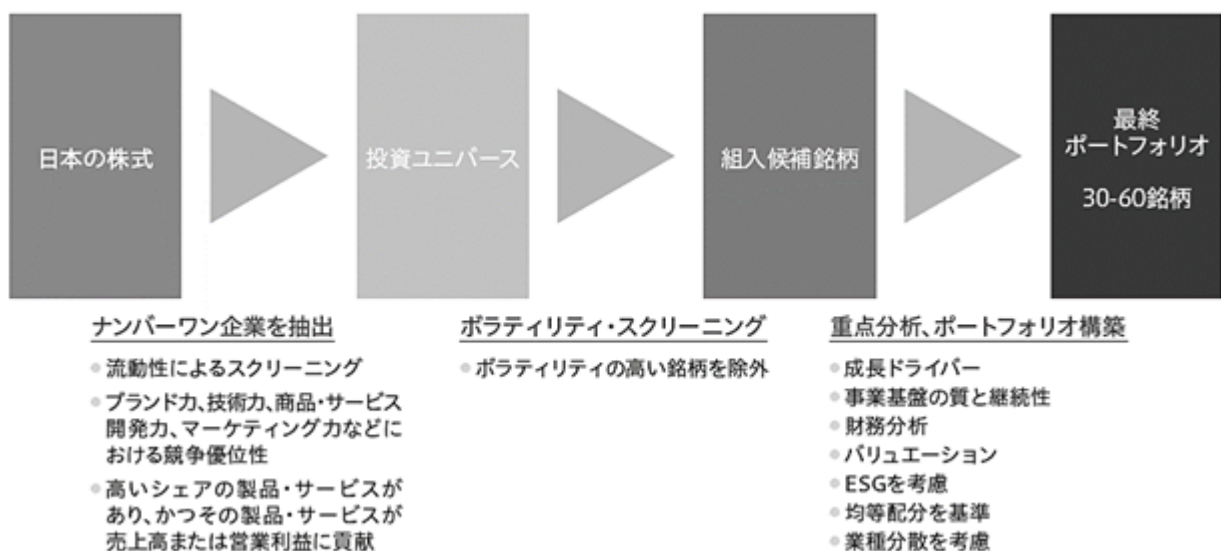 日本の株式
投資ユニバース
組入候補銘柄
最終
ポートフォリオ
30-60銘柄
ナンバーワン企業を抽出
●流動性によるスクリーニング
●ブランド力、技術力、商品・サービス
開発力、マーケティング力などに
おける競争優位性
●高いシェアの製品・サービスが
あり、かつその製品・サービスが
売上高または営業利益に貢献
ボラティリティ・スクリーニング
●ボラティリティの高い銘柄を除外
重点分析、ポートフォリオ構築
●成長ドライバー
●事業基盤の質と継続性
●財務分析
●バリュエーション
●ESGを考慮
●均等配分を基準
●業種分散を考慮